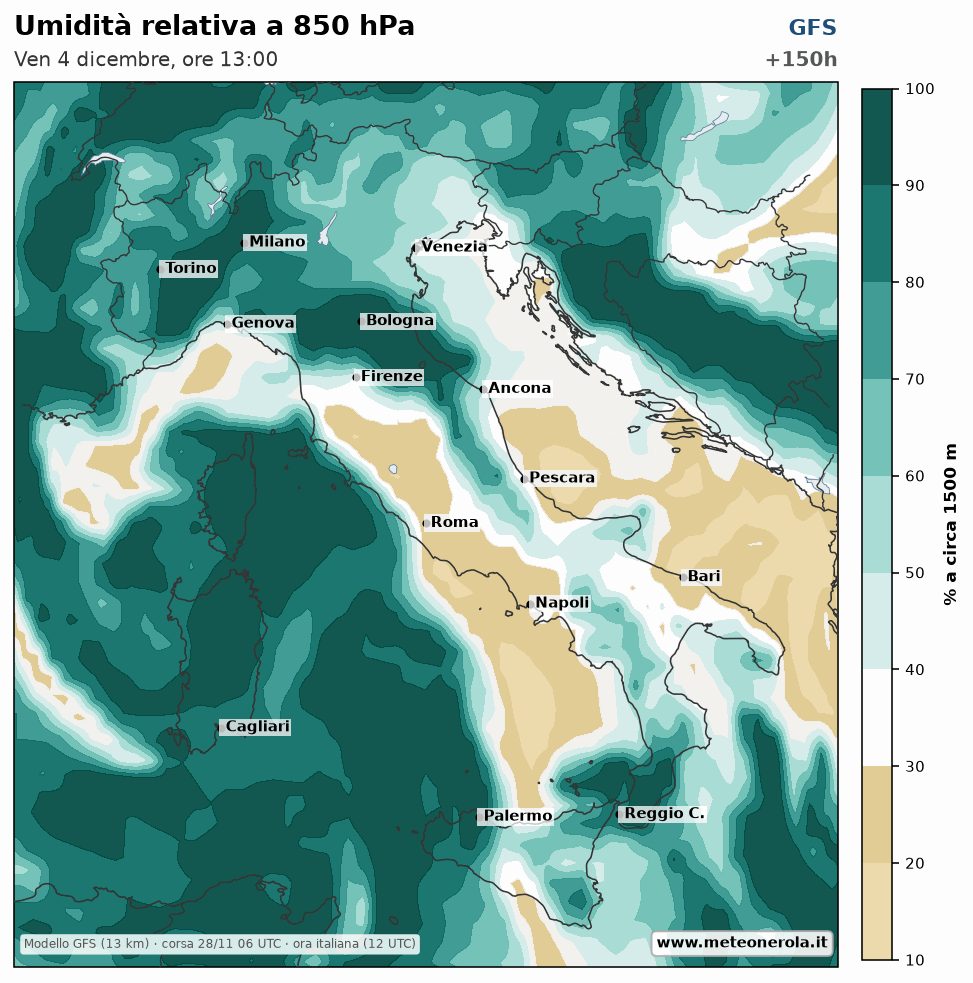 Umidità relativa a 850 hPa
GFS
Ven 4 dicembre, ore 13:00
+150h
100
90
80
70
60
50
40
30
20
10
% a circa 1500 m
Milano
Venezia
Torino
Genova
Bologna
Firenze
Ancona
Pescara
Roma
Bari
Napoli
Cagliari
Palermo
Reggio C.
Modello GFS (13 km) · corsa 28/11 06 UTC · ora italiana (12 UTC)
www.meteonerola.it